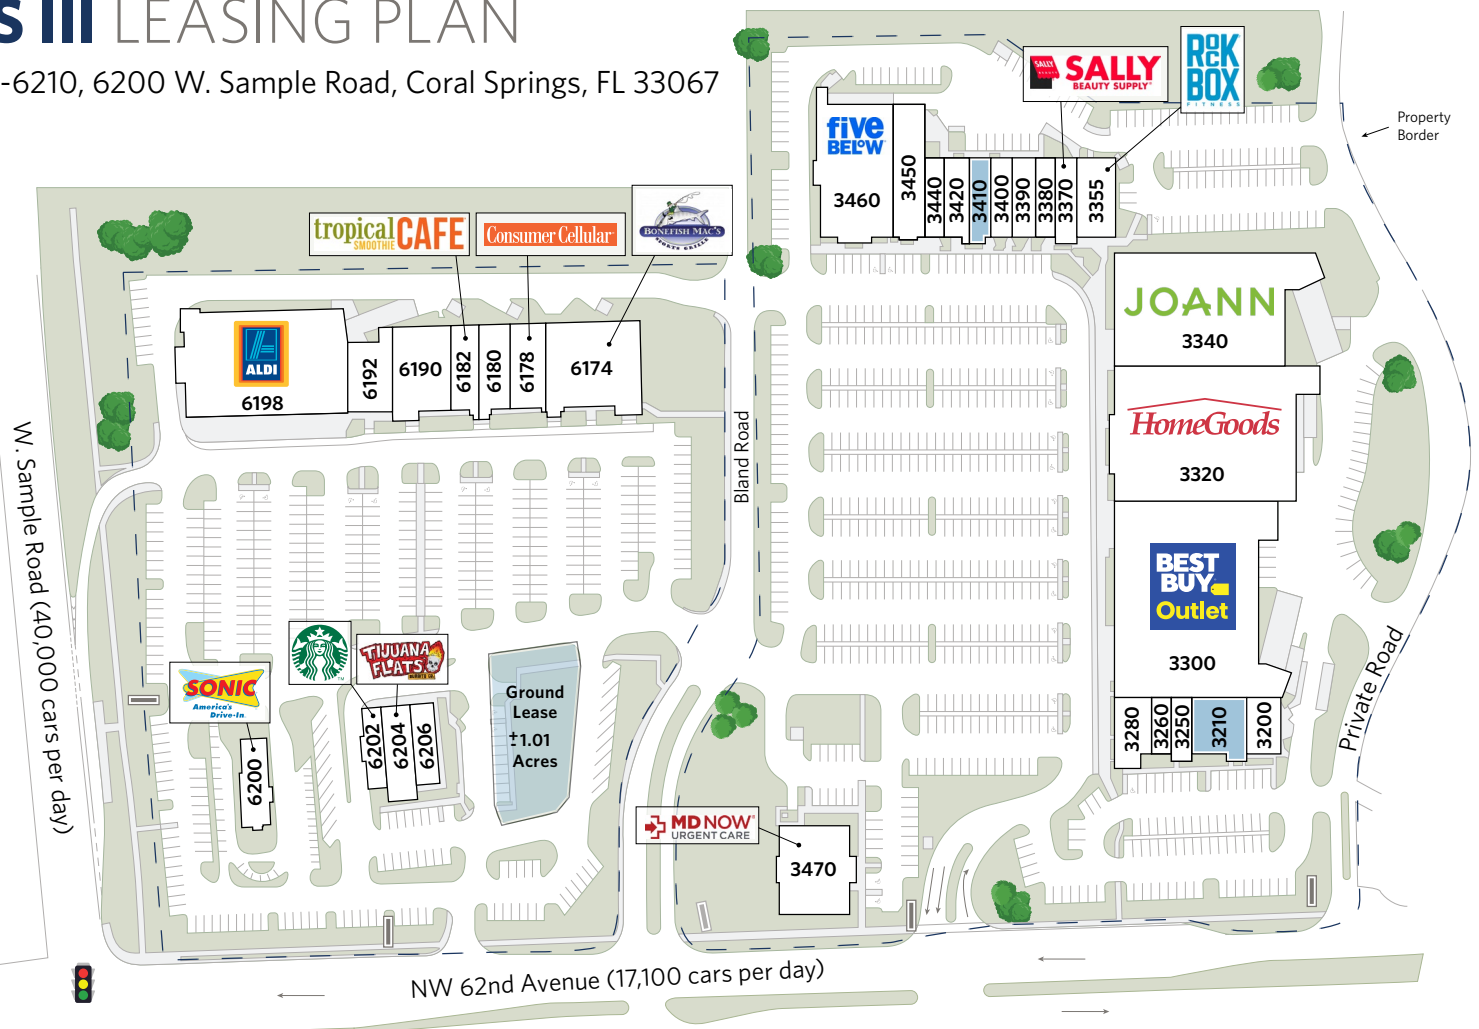 S III LEASING PLAN
-6210, 6200 W. Sample Road, Coral Springs, FL 33067
SALLY
SALLY
BEAUTY SUPPLY
ROCK
BOX
FITNESS
Property
Border
five
BELOW
3460
3450
3440
3420
3410
3400
3390
3380
3370
3355
tropical
SMOOTHIE
CAFE
Consumer Cellular
BONEFISH MAC'S
SPORTS GRILLE
ALDI
6198
6192
6190
6182
6180
6178
6174
JOANN
3340
HomeGoods
3320
BEST
BUY
Outlet
3300
3280
3260
3250
3210
3200
Bland Road
W. Sample Road (40,000 cars per day)
Private Road
SONIC
America's
Drive-In
6200
TIJUANA
FLATS
BURRITO CO.
6202
6204
6206
Ground
Lease
±1.01
Acres
MD NOW
URGENT CARE
3470
NW 62nd Avenue (17,100 cars per day)